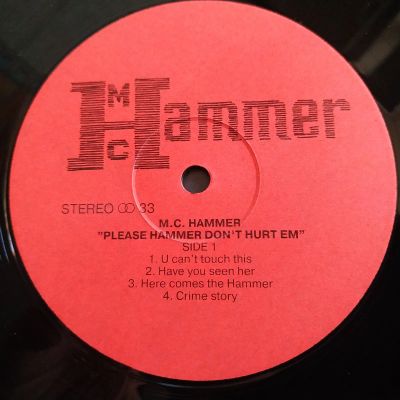 MC Hammer
STEREO 33
M.C. HAMMER
"PLEASE HAMMER DON'T HURT EM"
SIDE 1
1. U can't touch this
2. Have you seen her
3. Here comes the Hammer
4. Crime story